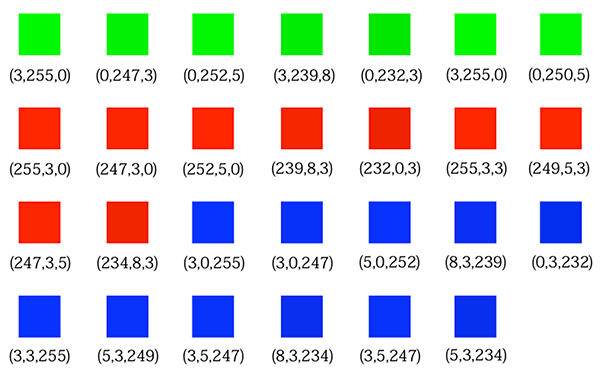 (3,255,0) (0,247,3) (0,252,5) (3,239,8) (0,232,3) (3,255,0) (0,250,5)
(255,3,0) (247,3,0) (252,5,0) (239,8,3) (232,0,3) (255,3,3) (249,5,3)
(247,3,5) (234,8,3) (3,0,255) (3,0,247) (5,0,252) (8,3,239) (0,3,232)
(3,3,255) (5,3,249) (3,5,247) (8,3,234) (3,5,247) (5,3,234)